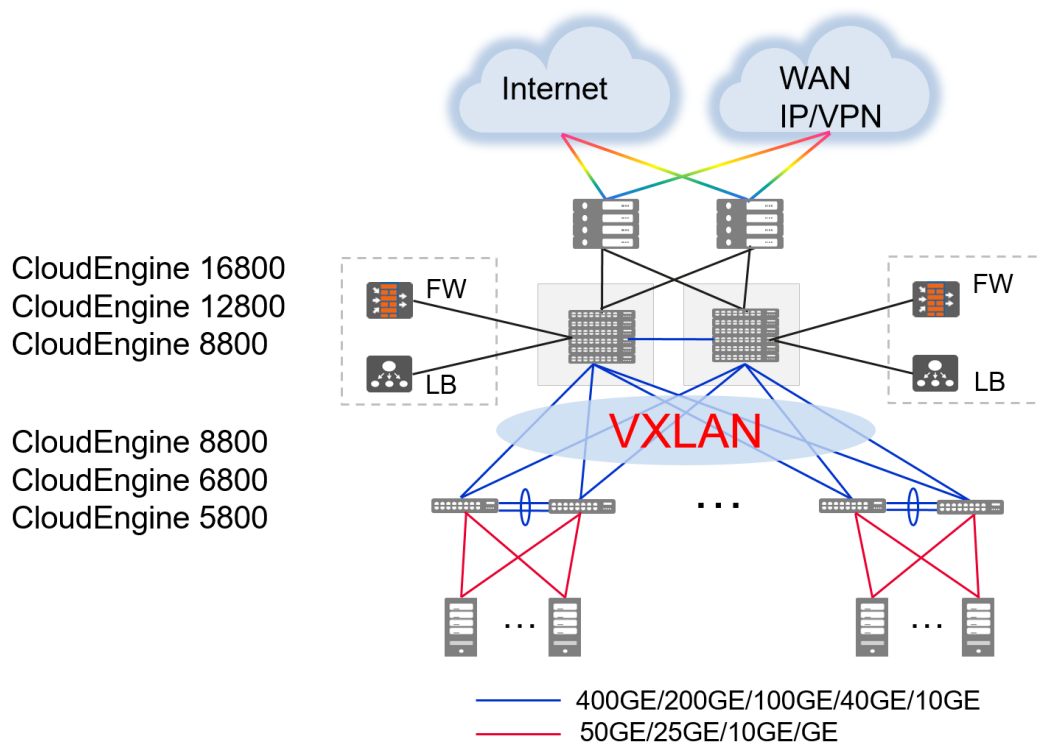 Internet
WAN
IP/VPN
CloudEngine 16800
CloudEngine 12800
CloudEngine 8800
FW
LB
FW
LB
VXLAN
CloudEngine 8800
CloudEngine 6800
CloudEngine 5800
...
... ...
400GE/200GE/100GE/40GE/10GE
50GE/25GE/10GE/GE